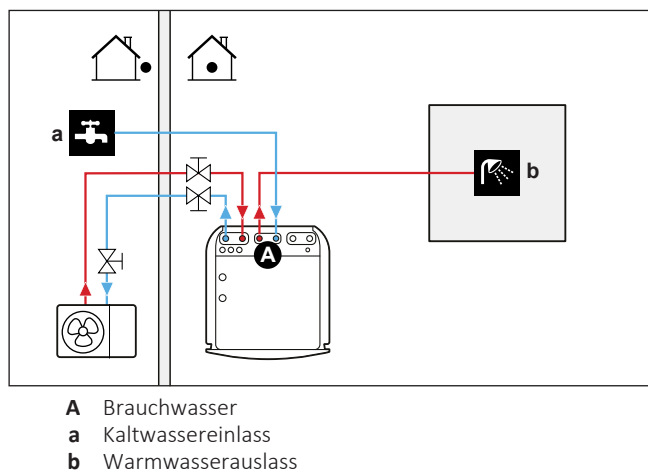 a
b
A
A Brauchwasser
a Kaltwassereinlass
b Warmwasserauslass